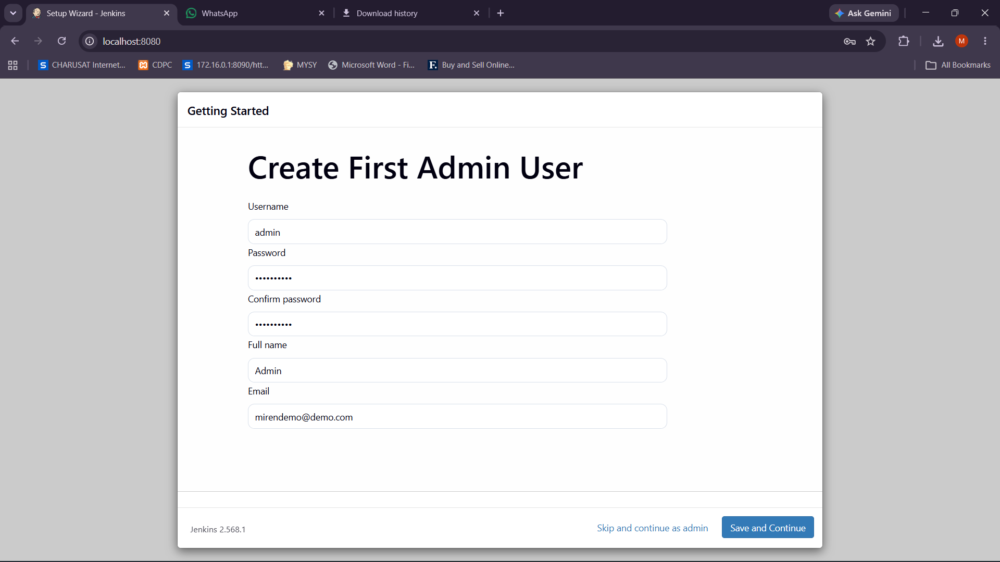 Setup Wizard - Jenkins
WhatsApp
Download history
Ask Gemini
localhost:8080
M
CHARUSAT Internet...
CDPC
172.16.0.1:8090/htt...
MYSY
Microsoft Word - Fi...
Buy and Sell Online...
All Bookmarks
Getting Started
Create First Admin User
Username
admin
Password
••••••••••
Confirm password
••••••••••
Full name
Admin
Email
mirendemo@demo.com
Jenkins 2.568.1
Skip and continue as admin
Save and Continue